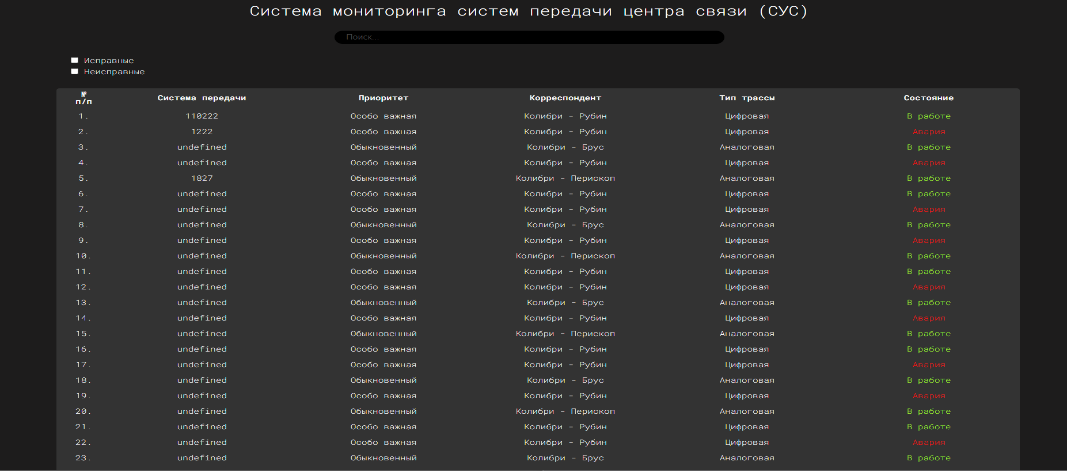 Система мониторинга систем передачи центра связи (СУС)
Поиск...
Исправные
Неисправные
№ п/п Система передачи Приоритет Корреспондент Тип трассы Состояние
1. 110222 Особо важная Колибри - Рубин Цифровая В работе
2. 1222 Особо важная Колибри - Рубин Цифровая Авария
3. undefined Обыкновенный Колибри - Брус Аналоговая В работе
4. undefined Особо важная Колибри - Рубин Цифровая Авария
5. 1827 Обыкновенный Колибри - Перископ Аналоговая В работе
6. undefined Особо важная Колибри - Рубин Цифровая В работе
7. undefined Особо важная Колибри - Рубин Цифровая Авария
8. undefined Обыкновенный Колибри - Брус Аналоговая В работе
9. undefined Особо важная Колибри - Рубин Цифровая Авария
10. undefined Обыкновенный Колибри - Перископ Аналоговая В работе
11. undefined Особо важная Колибри - Рубин Цифровая В работе
12. undefined Особо важная Колибри - Рубин Цифровая Авария
13. undefined Обыкновенный Колибри - Брус Аналоговая В работе
14. undefined Особо важная Колибри - Рубин Цифровая Авария
15. undefined Обыкновенный Колибри - Перископ Аналоговая В работе
16. undefined Особо важная Колибри - Рубин Цифровая В работе
17. undefined Особо важная Колибри - Рубин Цифровая Авария
18. undefined Обыкновенный Колибри - Брус Аналоговая В работе
19. undefined Особо важная Колибри - Рубин Цифровая Авария
20. undefined Обыкновенный Колибри - Перископ Аналоговая В работе
21. undefined Особо важная Колибри - Рубин Цифровая В работе
22. undefined Особо важная Колибри - Рубин Цифровая Авария
23. undefined Обыкновенный Колибри - Брус Аналоговая В работе